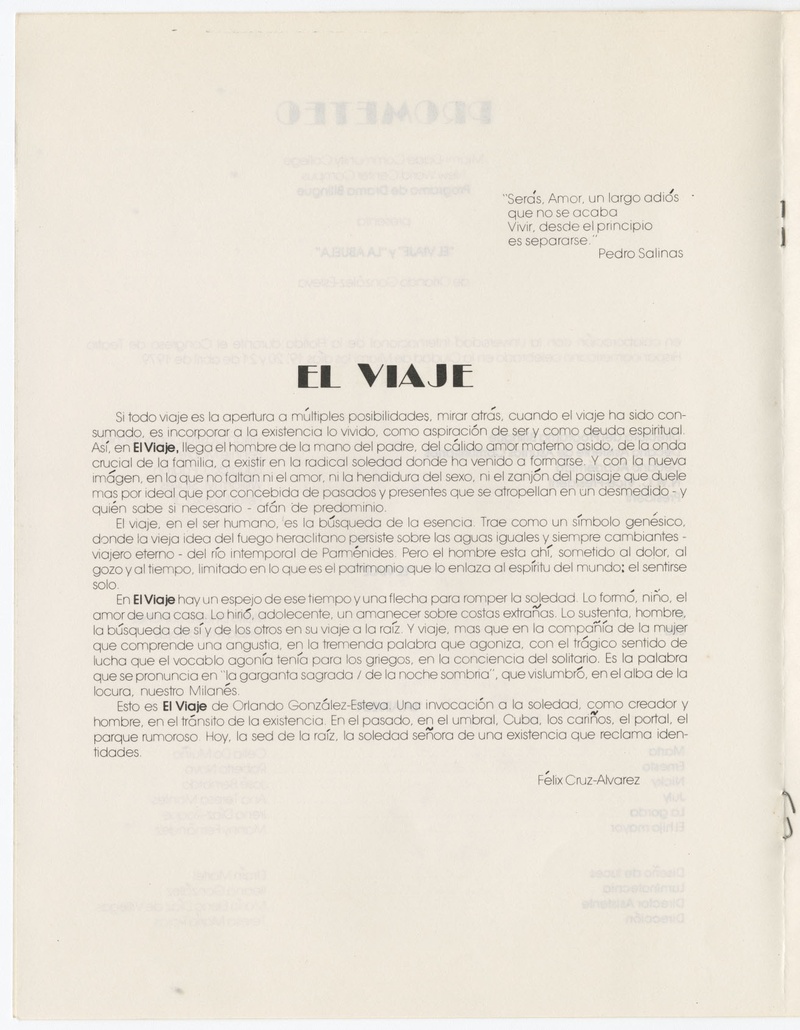 "Serás, Amor, un largo adiós
que no se acaba
Vivir, desde el principio
es separarse."
Pedro Salinas
EL VIAJE
Si todo viaje es la apertura a múltiples posibilidades, mirar atrás, cuando el viaje ha sido con-
sumado, es incorporar a la existencia lo vivido, como aspiración de ser y como deuda espiritual.
Así, en El Viaje, llega el hombre de la mano del padre, del cálido amor materno asido, de la onda
crucial de la familia, a existir en la radical soledad donde ha venido a formarse. Y con la nueva
imágen, en la que no faltan ni el amor, ni la hendidura del sexo, ni el zanjón del paisaje que duele
mas por ideal que por concebida de pasados y presentes que se atropellan en un desmedido - y
quién sabe si necesario - afán de predominio.
El viaje, en el ser humano, es la búsqueda de la esencia. Trae como un símbolo genésico,
donde la vieja idea del fuego heraclitano persiste sobre las aguas iguales y siempre cambiantes -
viajero eterno - del río intemporal de Parménides. Pero el hombre esta ahí, sometido al dolor, al
gozo y al tiempo, limitado en lo que es el patrimonio que lo enlaza al espíritu del mundo: el sentirse
solo.
En El Viaje hay un espejo de ese tiempo y una flecha para romper la soledad. Lo formó, niño, el
amor de una casa. Lo hirió, adolecente, un amanecer sobre costas extrañas. Lo sustenta, hombre,
la búsqueda de sí y de los otros en su viaje a la raíz. Y viaje, mas que en la compañía de la mujer
que comprende una angustia, en la tremenda palabra que agoniza, con el trágico sentido de
lucha que el vocablo agonía tenía para los griegos, en la conciencia del solitario. Es la palabra
que se pronuncia en "la garganta sagrada / de la noche sombria", que vislumbró, en el alba de la
locura, nuestro Milanés.
Esto es El Viaje de Orlando González-Esteva. Una invocación a la soledad, como creador y
hombre, en el tránsito de la existencia. En el pasado, en el umbral, Cuba, los cariños, el portal, el
parque rumoroso. Hoy, la sed de la raíz, la soledad señora de una existencia que reclama iden-
tidades.
Félix Cruz-Alvarez